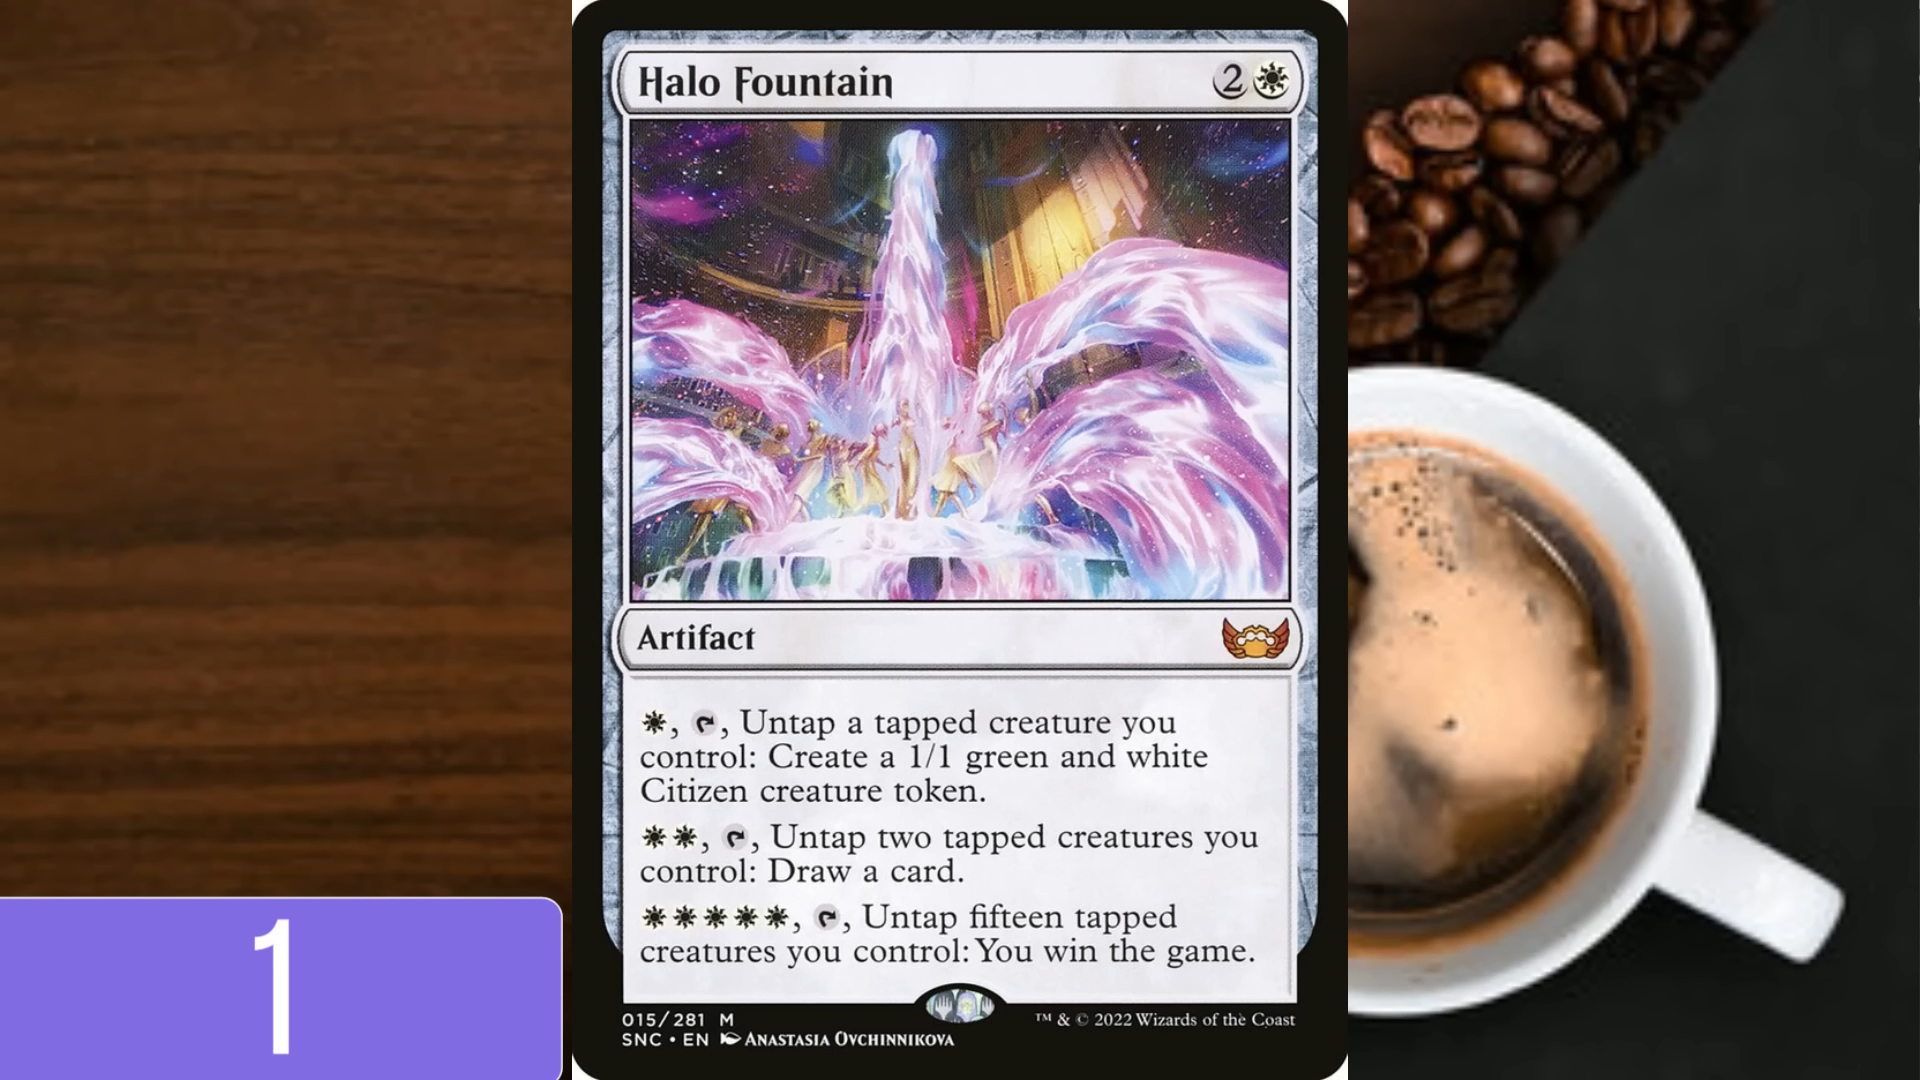 Halo Fountain 2
Artifact
, , Untap a tapped creature you
control: Create a 1/1 green and white
Citizen creature token.
, , Untap two tapped creatures you
control: Draw a card.
, , Untap fifteen tapped
creatures you control: You win the game.
015/281 M
SNC • EN ANASTASIA OVCHINNIKOVA
™ & © 2022 Wizards of the Coast
1